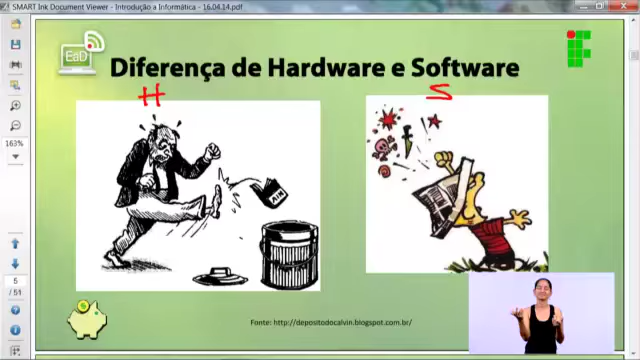 SMART Ink Document Viewer - Introdução a Informática - 16.04.14.pdf
EaD
Diferença de Hardware e Software
H
S
163%
5
/ 51
Fonte: http://depositodocalvin.blogspot.com.br/